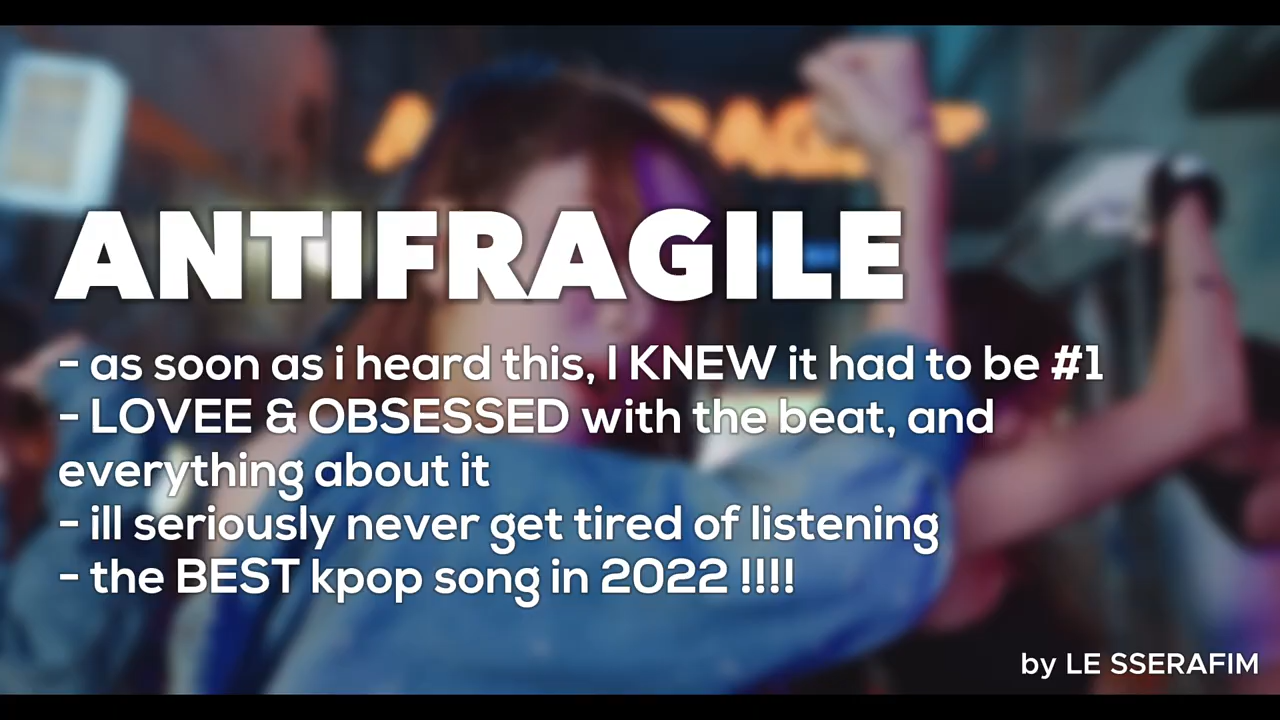 ANTIFRAGILE
- as soon as i heard this, I KNEW it had to be #1
- LOVEE & OBSESSED with the beat, and
everything about it
- ill seriously never get tired of listening
- the BEST kpop song in 2022 !!!!
by LE SSERAFIM